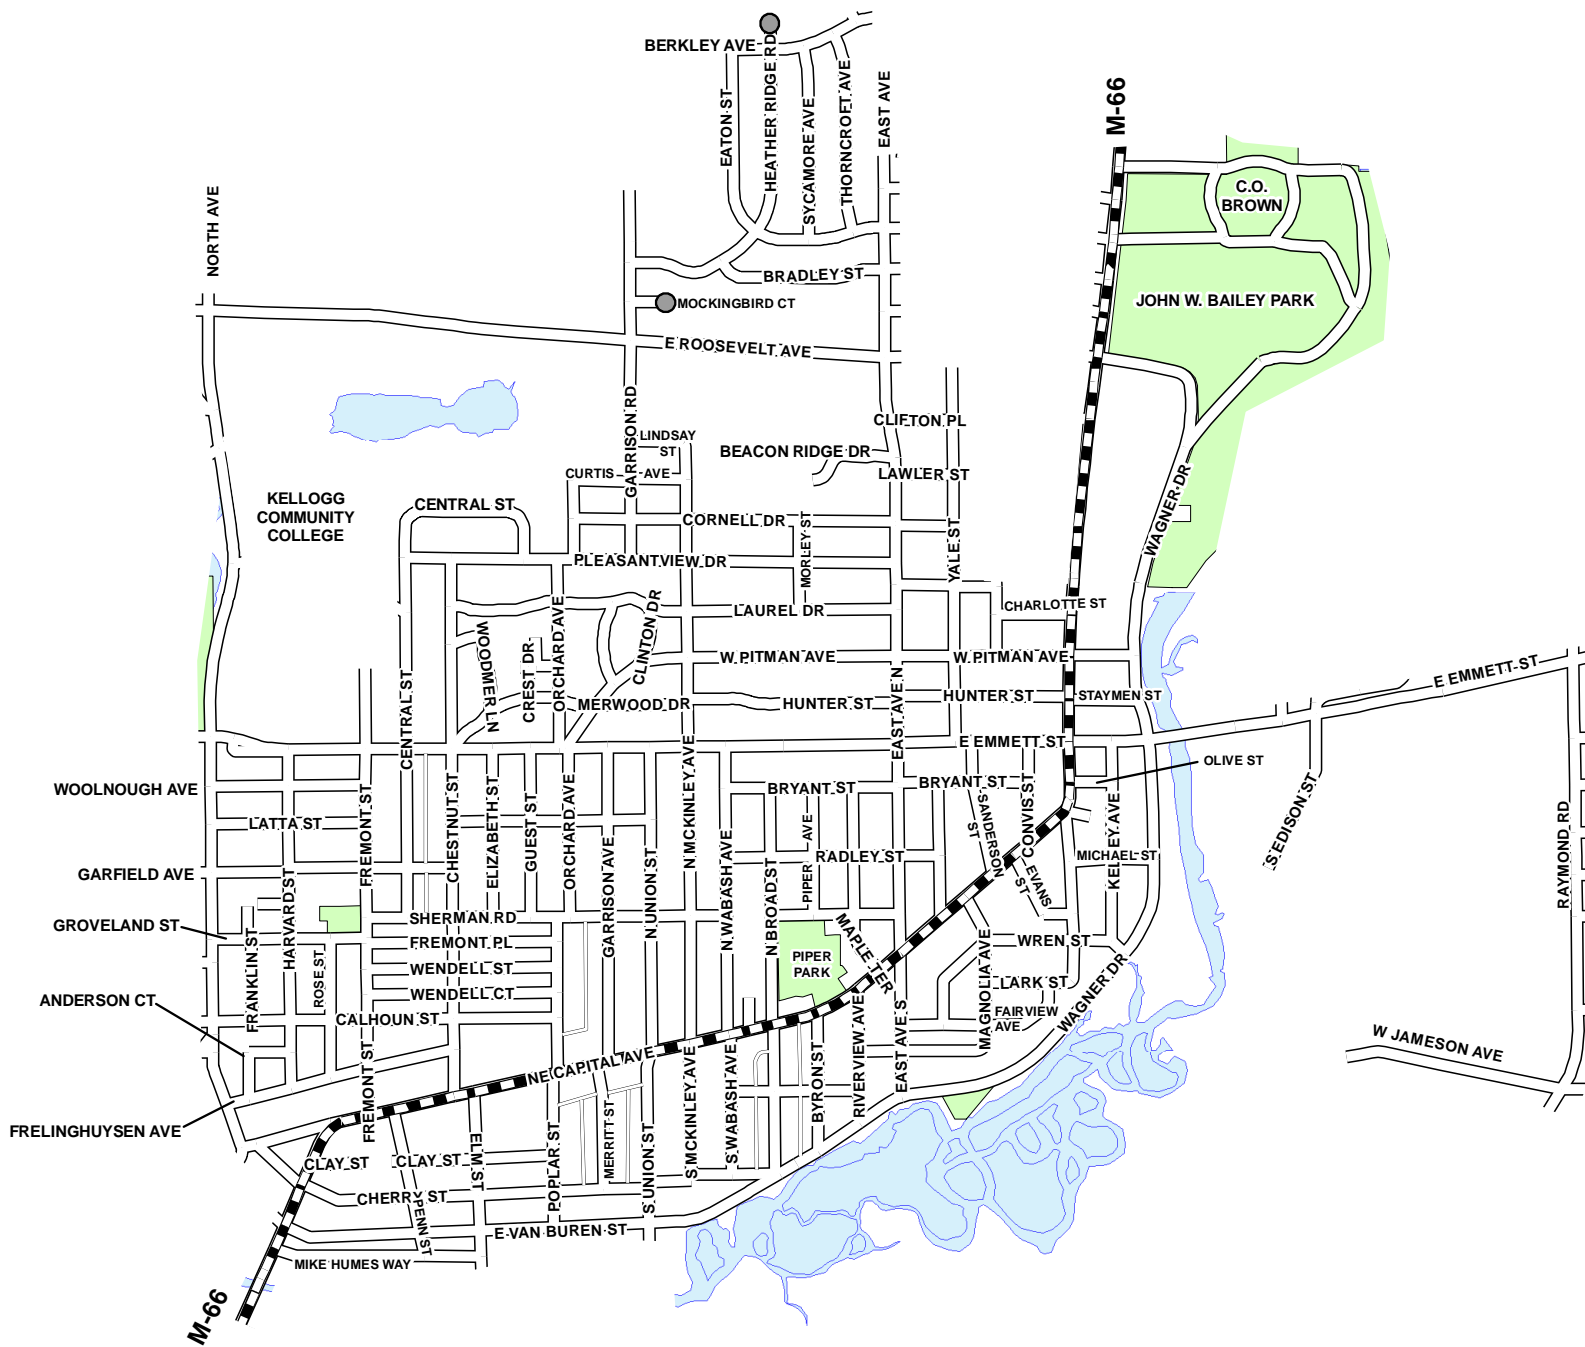 BERKLEY AVE
HEATHER RIDGE RD
EATON ST
SYCAMORE AVE
THORNCROFT AVE
EAST AVE
M-66
NORTH AVE
C.O.
BROWN
BRADLEY ST
MOCKINGBIRD CT
JOHN W. BAILEY PARK
E ROOSEVELT AVE
GARRISON RD
CLIFTON PL
LINDSAY
ST
BEACON RIDGE DR
CURTIS AVE
LAWLER ST
KELLOGG
COMMUNITY
COLLEGE
CENTRAL ST
CORNELL DR
MORLEY ST
YALE ST
WAGNER DR
PLEASANTVIEW DR
LAUREL DR
CHARLOTTE ST
WOODMER LN
CREST DR
ORCHARD AVE
CLINTON DR
W PITMAN AVE
W PITMAN AVE
CENTRAL ST
MERWOOD DR
HUNTER ST
EAST AVE N
HUNTER ST
STAYMEN ST
E EMMETT ST
E EMMETT ST
OLIVE ST
WOOLNOUGH AVE
LATTA ST
FREMONT ST
CHESTNUT ST
ELIZABETH ST
GUEST ST
ORCHARD AVE
N MCKINLEY AVE
BRYANT ST
BRYANT ST
SANDERSON
ST
CONVIS ST
KELLEY AVE
S EDISON ST
RAYMOND RD
GARFIELD AVE
GARRISON AVE
N UNION ST
N WABASH AVE
N BROAD ST
PIPER AVE
RADLEY ST
EVANS
ST
MICHAEL ST
GROVELAND ST
HARVARD ST
SHERMAN RD
FREMONT PL
MAPLE TER
WREN ST
FRANKLIN ST
ROSE ST
WENDELL ST
PIPER
PARK
CLARK ST
WAGNER DR
ANDERSON CT
WENDELL CT
CALHOUN ST
FAIRVIEW
AVE
MAGNOLIA AVE
W JAMESON AVE
FREMONT ST
NE CAPITAL AVE
S MCKINLEY AVE
S WABASH AVE
BYRON ST
RIVERVIEW AVE
EAST AVE S
FRELINGHUYSEN AVE
CLAY ST
CLAY ST
ELM ST
POPLAR ST
MERRITT ST
S UNION ST
CHERRY ST
PENN ST
E VAN BUREN ST
MIKE HUMES WAY
M-66